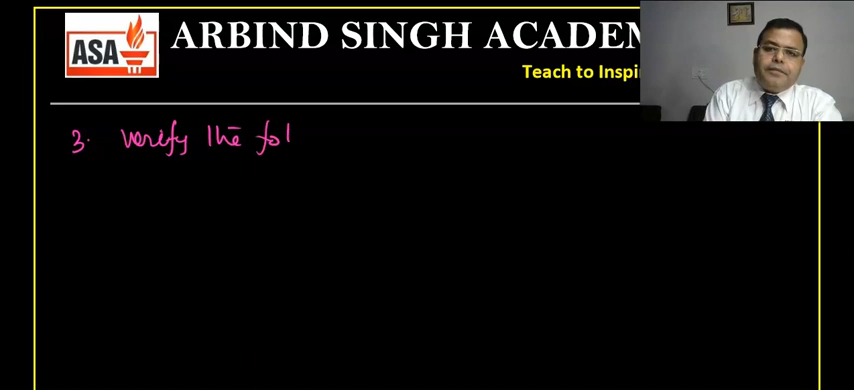 ASA
ARBIND SINGH ACADEM
Teach to Inspi
3. Verify the fol